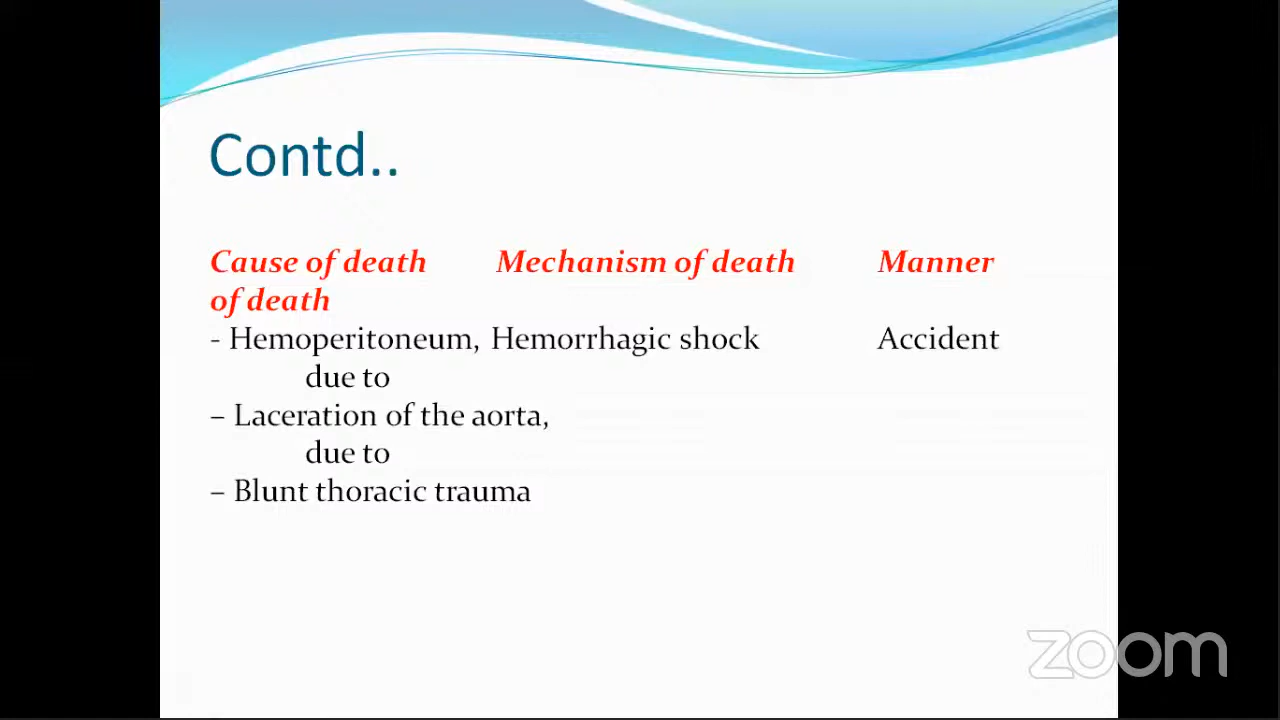 Contd..
Cause of death Mechanism of death Manner
of death
- Hemoperitoneum, Hemorrhagic shock Accident
due to
– Laceration of the aorta,
due to
– Blunt thoracic trauma
zoom